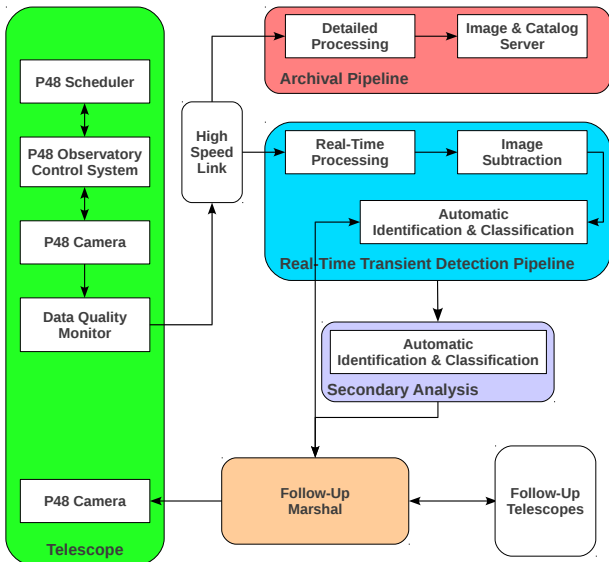 P48 Scheduler
P48 Observatory
Control System
P48 Camera
Data Quality
Monitor
P48 Camera
Telescope
High
Speed
Link
Detailed
Processing
Image & Catalog
Server
Archival Pipeline
Real-Time
Processing
Image
Subtraction
Automatic
Identification & Classification
Real-Time Transient Detection Pipeline
Automatic
Identification & Classification
Secondary Analysis
Follow-Up
Marshal
Follow-Up
Telescopes